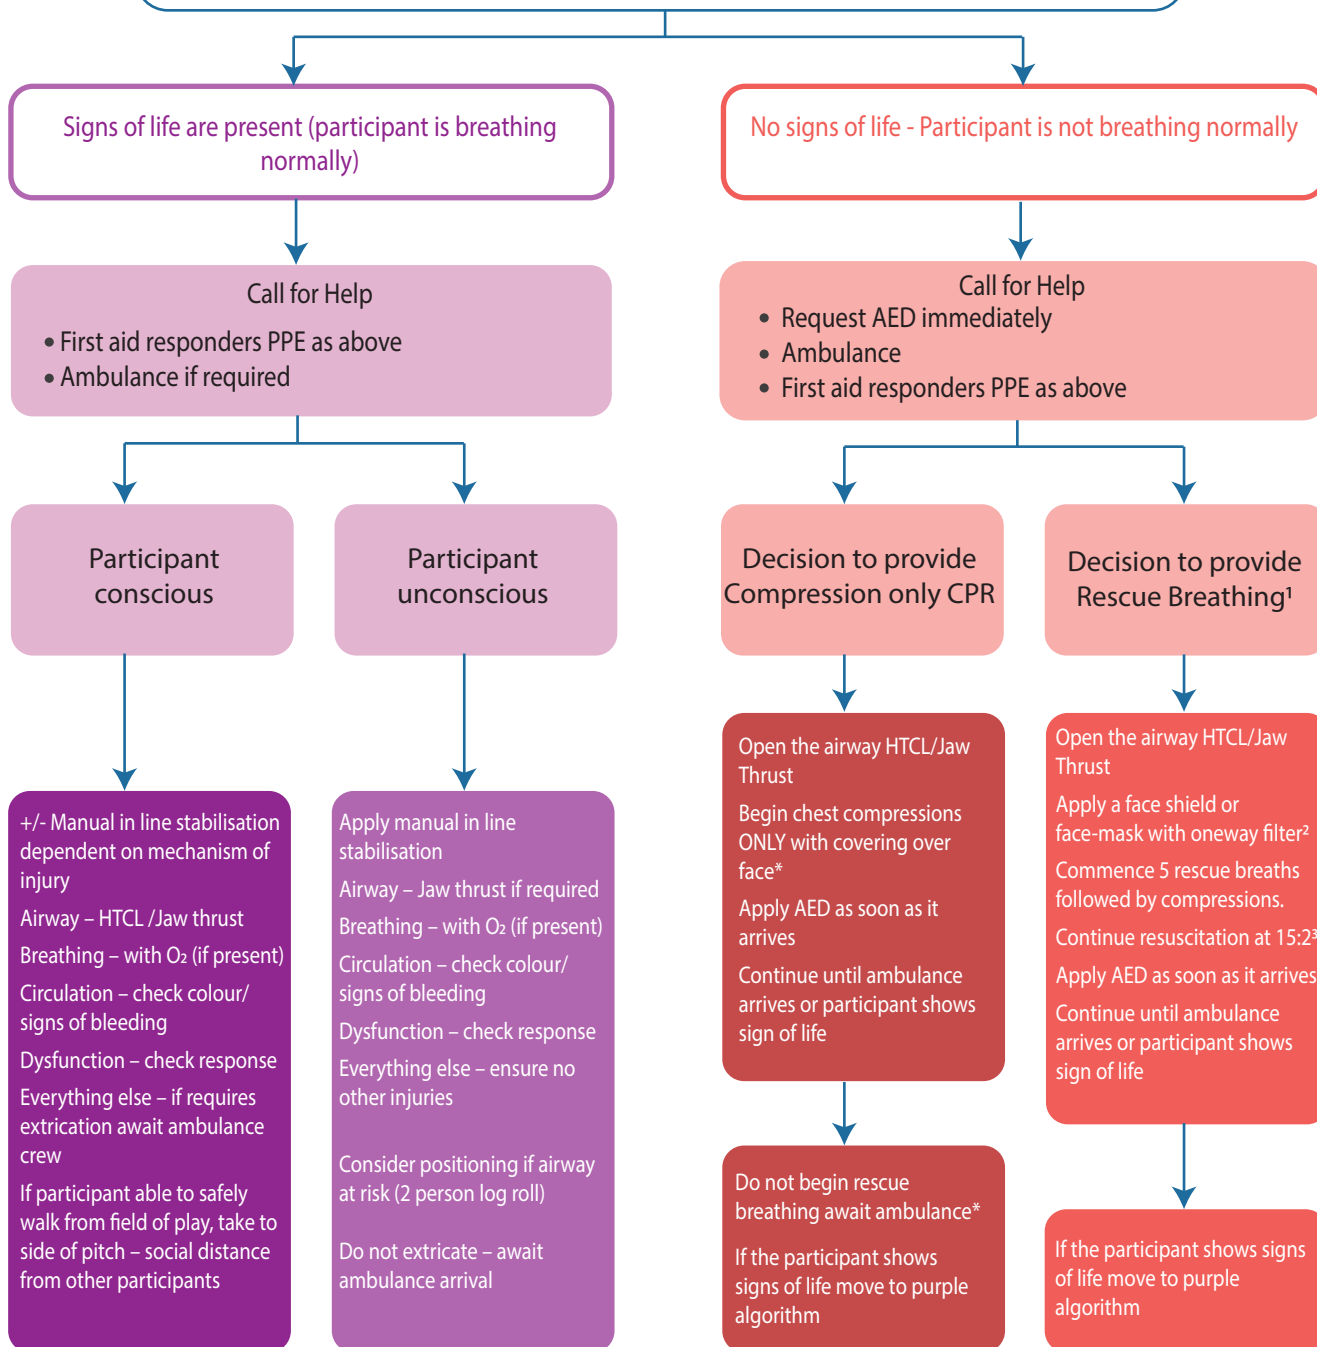 Signs of life are present (participant is breathing
normally)
No signs of life - Participant is not breathing normally
Call for Help
• First aid responders PPE as above
• Ambulance if required
Call for Help
• Request AED immediately
• Ambulance
• First aid responders PPE as above
Participant
conscious
Participant
unconscious
Decision to provide
Compression only CPR
Decision to provide
Rescue Breathing¹
+/- Manual in line stabilisation
dependent on mechanism of
injury
Airway – HTCL /Jaw thrust
Breathing – with O₂ (if present)
Circulation – check colour/
signs of bleeding
Dysfunction – check response
Everything else – if requires
extrication await ambulance
crew
If participant able to safely
walk from field of play, take to
side of pitch – social distance
from other participants
Apply manual in line
stabilisation
Airway – Jaw thrust if required
Breathing – with O₂ (if present)
Circulation – check colour/
signs of bleeding
Dysfunction – check response
Everything else – ensure no
other injuries
Consider positioning if airway
at risk (2 person log roll)
Do not extricate – await
ambulance arrival
Open the airway HTCL/Jaw
Thrust
Begin chest compressions
ONLY with covering over
face*
Apply AED as soon as it
arrives
Continue until ambulance
arrives or participant shows
sign of life
Do not begin rescue
breathing await ambulance*
If the participant shows
signs of life move to purple
algorithm
Open the airway HTCL/Jaw
Thrust
Apply a face shield or
face-mask with oneway filter²
Commence 5 rescue breaths
followed by compressions.
Continue resuscitation at 15:2³
Apply AED as soon as it arrives
Continue until ambulance
arrives or participant shows
sign of life
If the participant shows signs
of life move to purple
algorithm